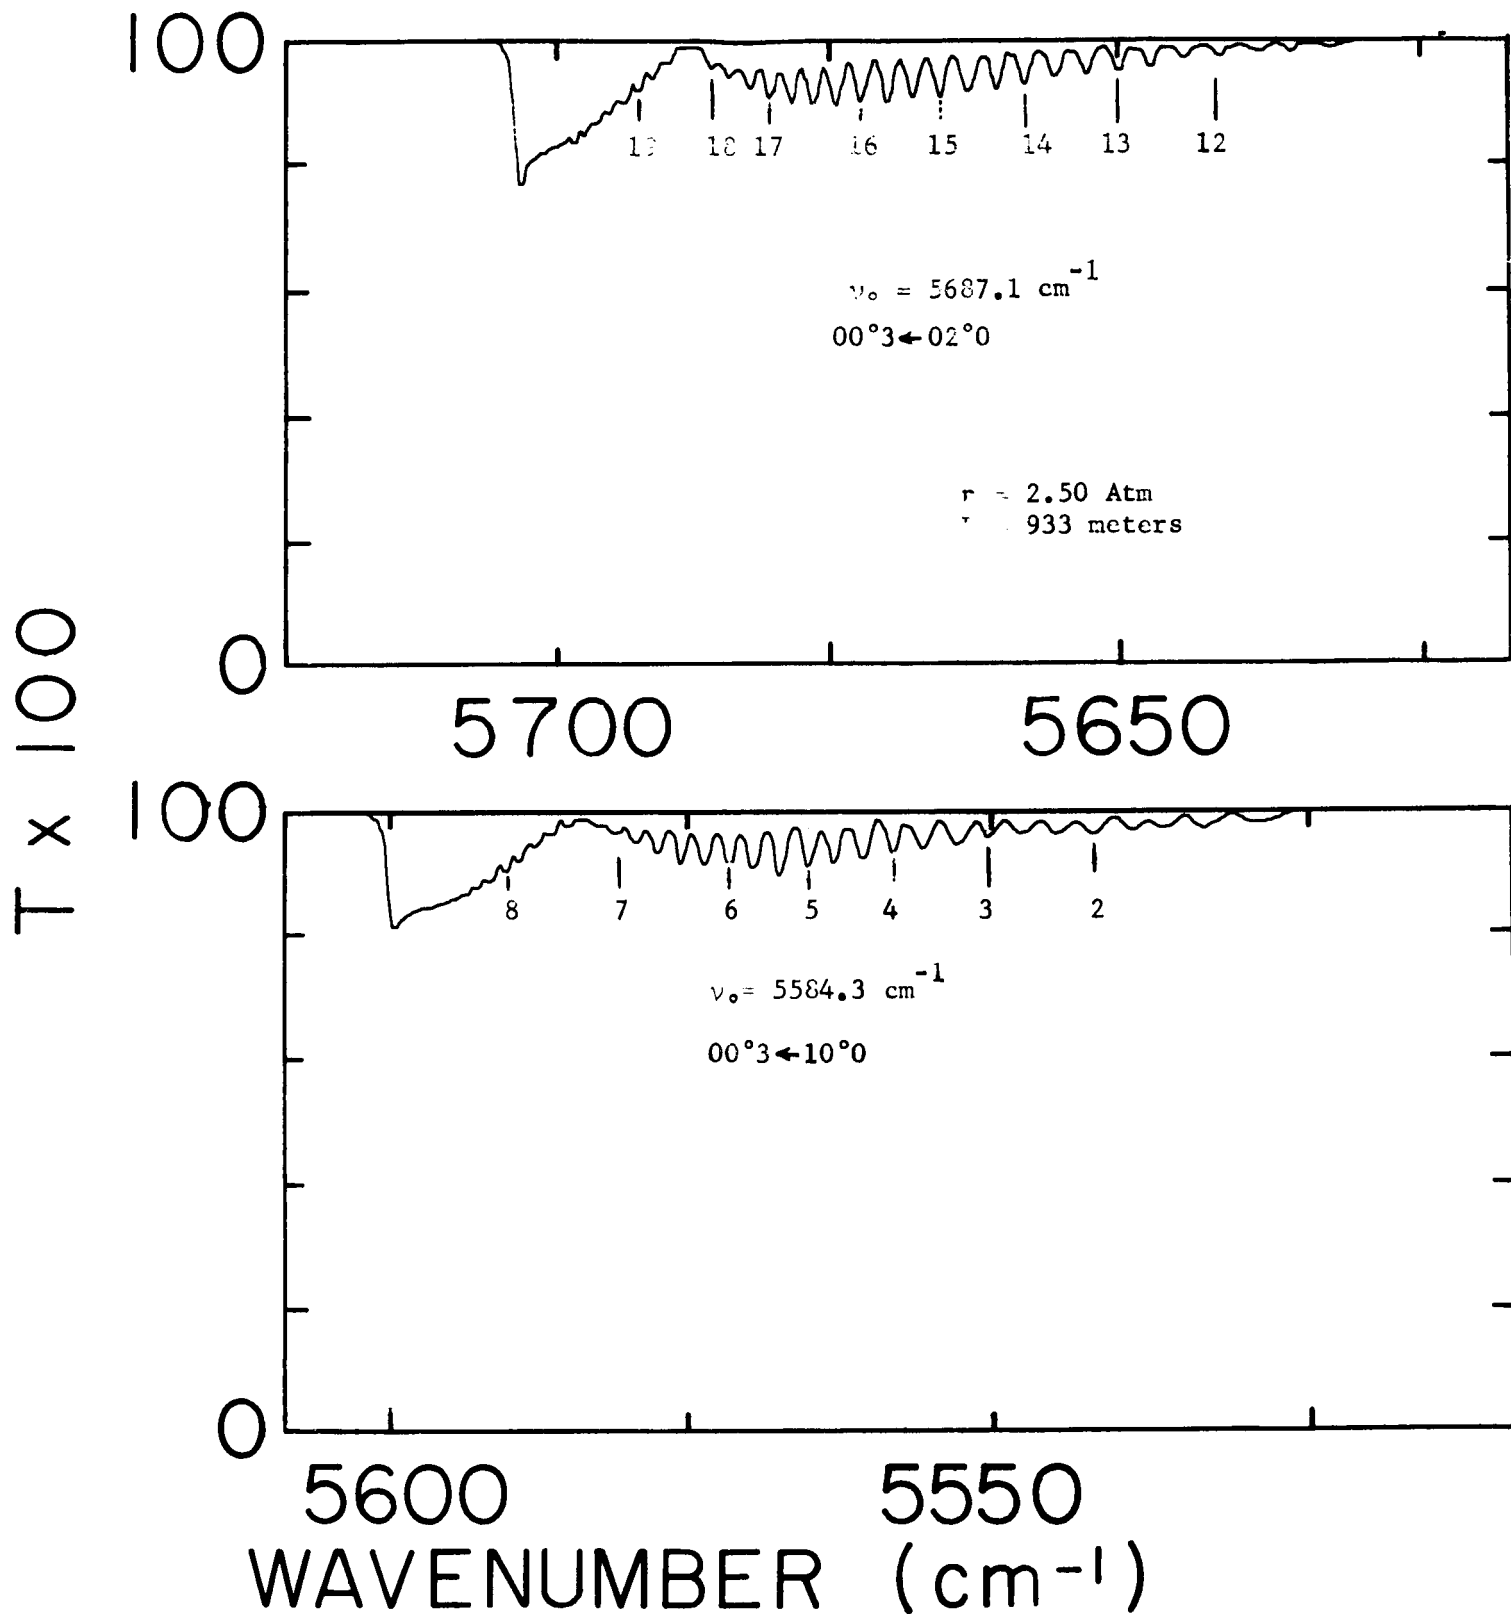 100
19 18 17 16 15 14 13 12
ν₀ = 5687.1 cm⁻¹
00°3←02°0
= 2.50 Atm
933 meters
0
5700 5650
T x 100
100
8 7 6 5 4 3 2
ν₀= 5584.3 cm⁻¹
00°3←10°0
0
5600 5550
WAVENUMBER (cm⁻¹)